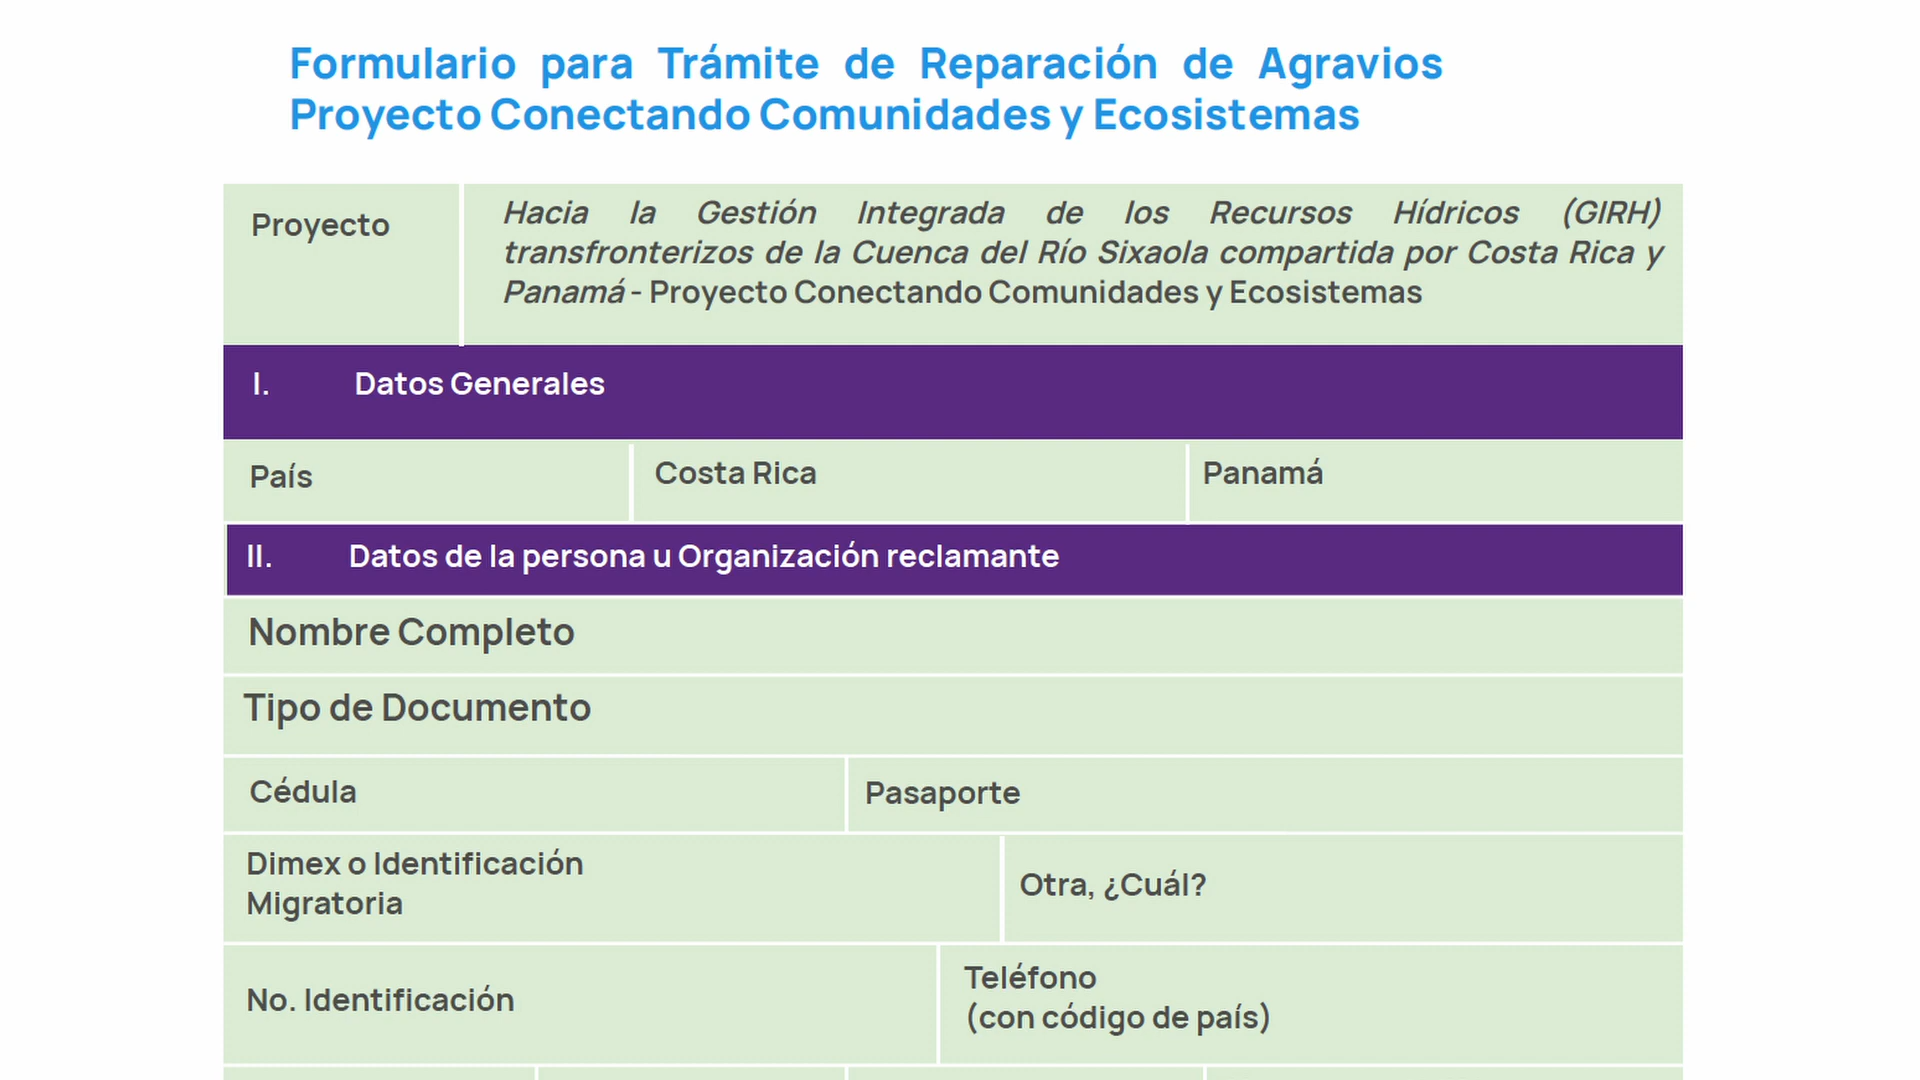 Formulario para Trámite de Reparación de Agravios
Proyecto Conectando Comunidades y Ecosistemas
Proyecto
Hacia la Gestión Integrada de los Recursos Hídricos (GIRH)
transfronterizos de la Cuenca del Río Sixaola compartida por Costa Rica y
Panamá - Proyecto Conectando Comunidades y Ecosistemas
I. Datos Generales
País
Costa Rica
Panamá
II. Datos de la persona u Organización reclamante
Nombre Completo
Tipo de Documento
Cédula
Pasaporte
Dimex o Identificación
Migratoria
Otra, ¿Cuál?
No. Identificación
Teléfono
(con código de país)